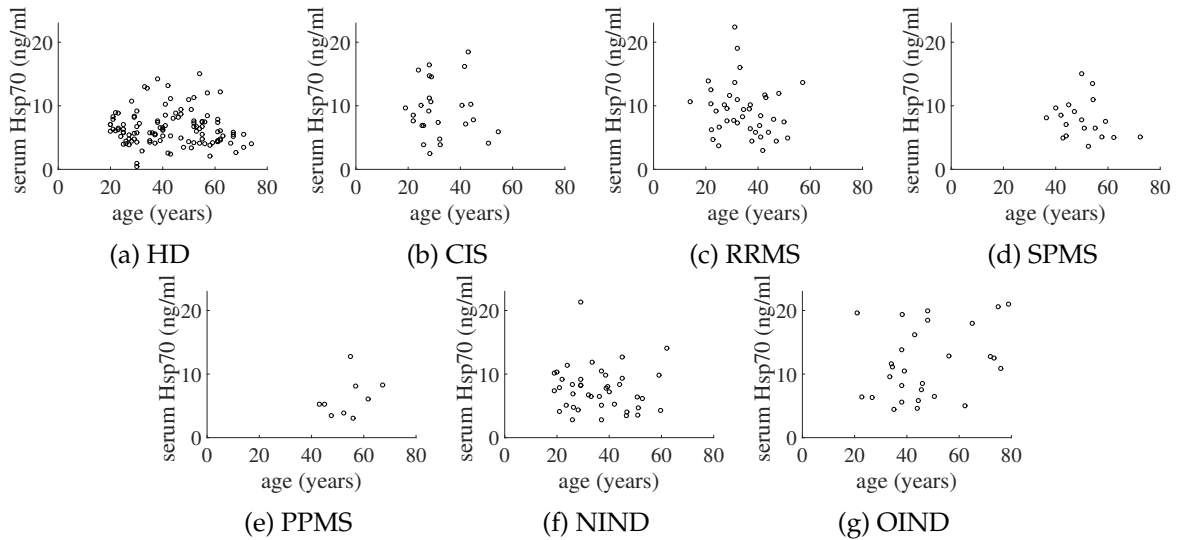 serum Hsp70 (ng/ml)
20
10
0
0 20 40 60 80
age (years)
(a) HD
serum Hsp70 (ng/ml)
20
10
0
0 20 40 60 80
age (years)
(b) CIS
serum Hsp70 (ng/ml)
20
10
0
0 20 40 60 80
age (years)
(c) RRMS
serum Hsp70 (ng/ml)
20
10
0
0 20 40 60 80
age (years)
(d) SPMS
serum Hsp70 (ng/ml)
20
10
0
0 20 40 60 80
age (years)
(e) PPMS
serum Hsp70 (ng/ml)
20
10
0
0 20 40 60 80
age (years)
(f) NIND
serum Hsp70 (ng/ml)
20
10
0
0 20 40 60 80
age (years)
(g) OIND